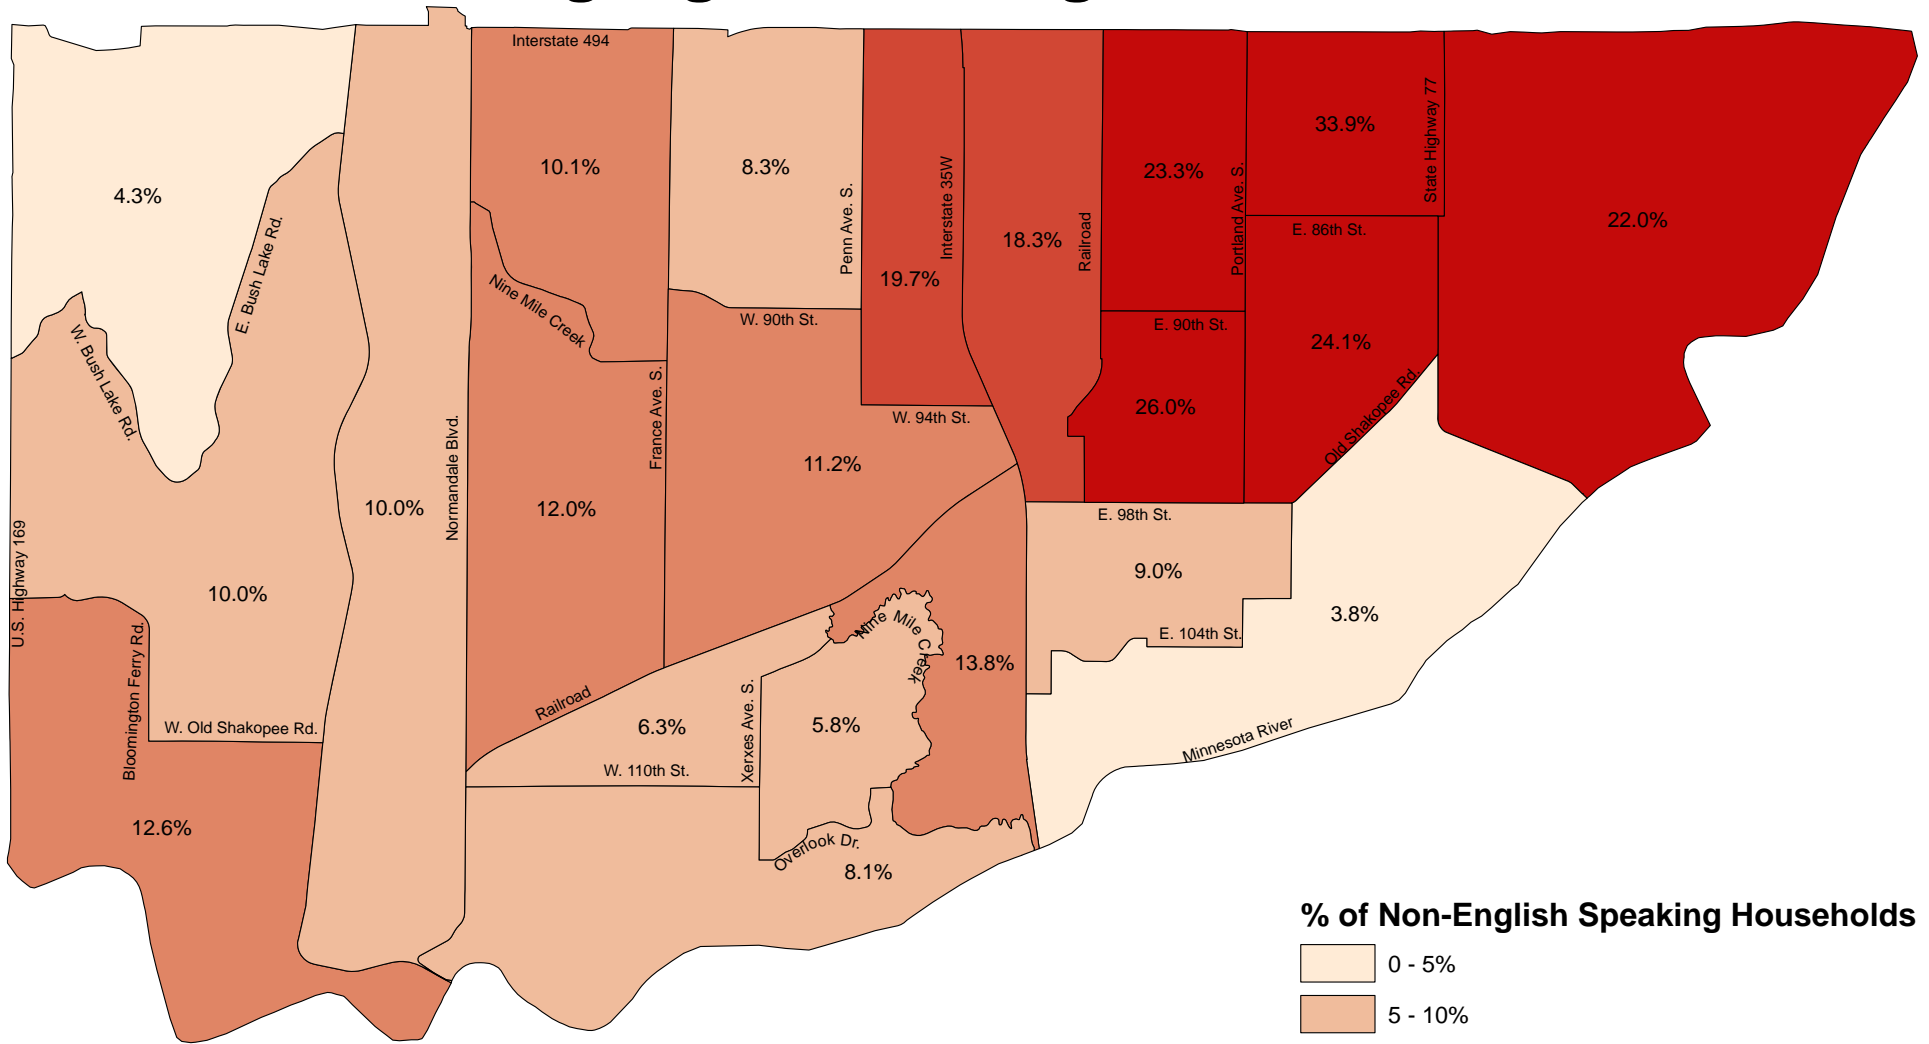 Interstate 494
State Highway 77
33.9%
10.1%
8.3%
23.3%
4.3%
Penn Ave. S.
Interstate 35W
Portland Ave. S.
22.0%
E. Bush Lake Rd.
18.3%
Railroad
E. 86th St.
19.7%
Nine Mile Creek
W. 90th St.
E. 90th St.
24.1%
W. Bush Lake Rd.
France Ave. S.
26.0%
Old Shakopee Rd.
W. 94th St.
11.2%
Normandale Blvd.
10.0%
12.0%
E. 98th St.
U.S. Highway 169
9.0%
10.0%
3.8%
Nine Mile Creek
E. 104th St.
Bloomington Ferry Rd.
13.8%
Railroad
W. Old Shakopee Rd.
6.3%
Xerxes Ave. S.
5.8%
Minnesota River
W. 110th St.
12.6%
Overlook Dr.
8.1%
% of Non-English Speaking Households
0 - 5%
5 - 10%